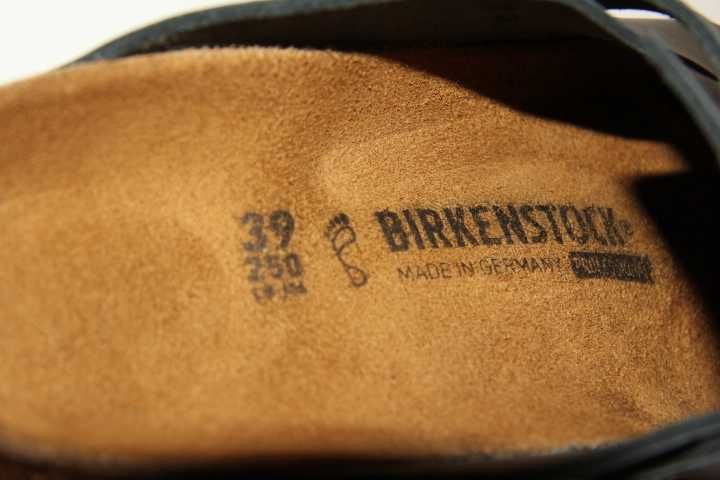 39
250
BIRKENSTOCK®
MADE IN GERMANY